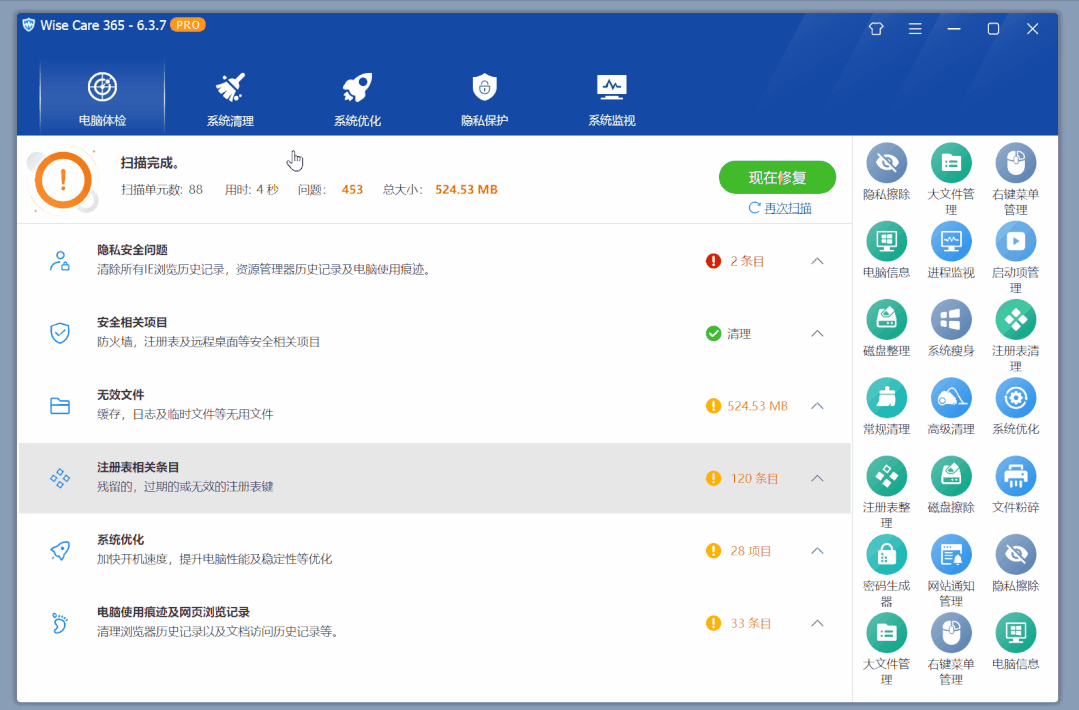 Wise Care 365 - 6.3.7 PRO
电脑体检 系统清理 系统优化 隐私保护 系统监视
扫描完成。
扫描单元数: 88 用时: 4 秒 问题: 453 总大小: 524.53 MB
现在修复
再次扫描
隐私安全问题
清除所有IE浏览历史记录，资源管理器历史记录及电脑使用痕迹。
2 条目
安全相关项目
防火墙，注册表及远程桌面等安全相关项目
清理
无效文件
缓存，日志及临时文件等无用文件
524.53 MB
注册表相关条目
残留的，过期的或无效的注册表键
120 条目
系统优化
加快开机速度，提升电脑性能及稳定性等优化
28 项目
电脑使用痕迹及网页浏览记录
清理浏览器历史记录以及文档访问历史记录等。
33 条目
隐私擦除
大文件管
理
右键菜单
管理
电脑信息
进程监视
启动项管
理
磁盘整理
系统瘦身
注册表清
理
常规清理
高级清理
系统优化
注册表整
理
磁盘擦除
文件粉碎
密码生成
器
网站通知
管理
隐私擦除
大文件管
理
右键菜单
管理
电脑信息